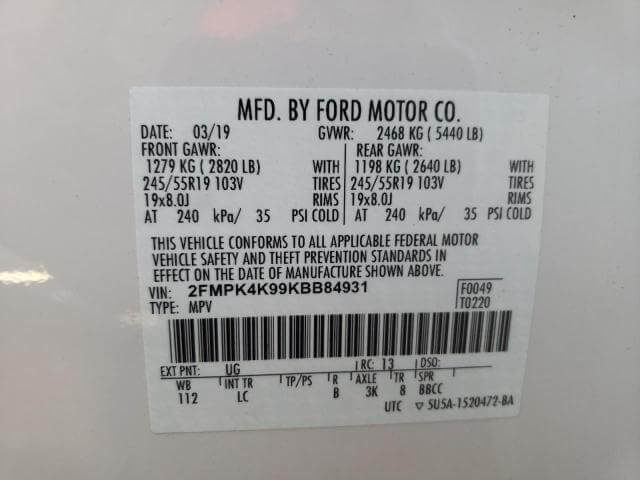 MFD. BY FORD MOTOR CO.
DATE: 03/19 GVWR: 2468 KG ( 5440 LB)
FRONT GAWR: REAR GAWR:
1279 KG ( 2820 LB) WITH 1198 KG ( 2640 LB) WITH
245/55R19 103V TIRES 245/55R19 103V TIRES
19x8.0J RIMS 19x8.0J RIMS
AT 240 kPa/ 35 PSI COLD AT 240 kPa/ 35 PSI COLD
THIS VEHICLE CONFORMS TO ALL APPLICABLE FEDERAL MOTOR
VEHICLE SAFETY AND THEFT PREVENTION STANDARDS IN
EFFECT ON THE DATE OF MANUFACTURE SHOWN ABOVE.
VIN: 2FMPK4K99KBB84931 F0049
TYPE: MPV T0220
EXT PNT: UG RC: 13 DSO:
WB INT TR TP/PS R AXLE TR SPR
112 LC B 3K 8 BBCC
UTC ▽ 5U5A-1520472-BA